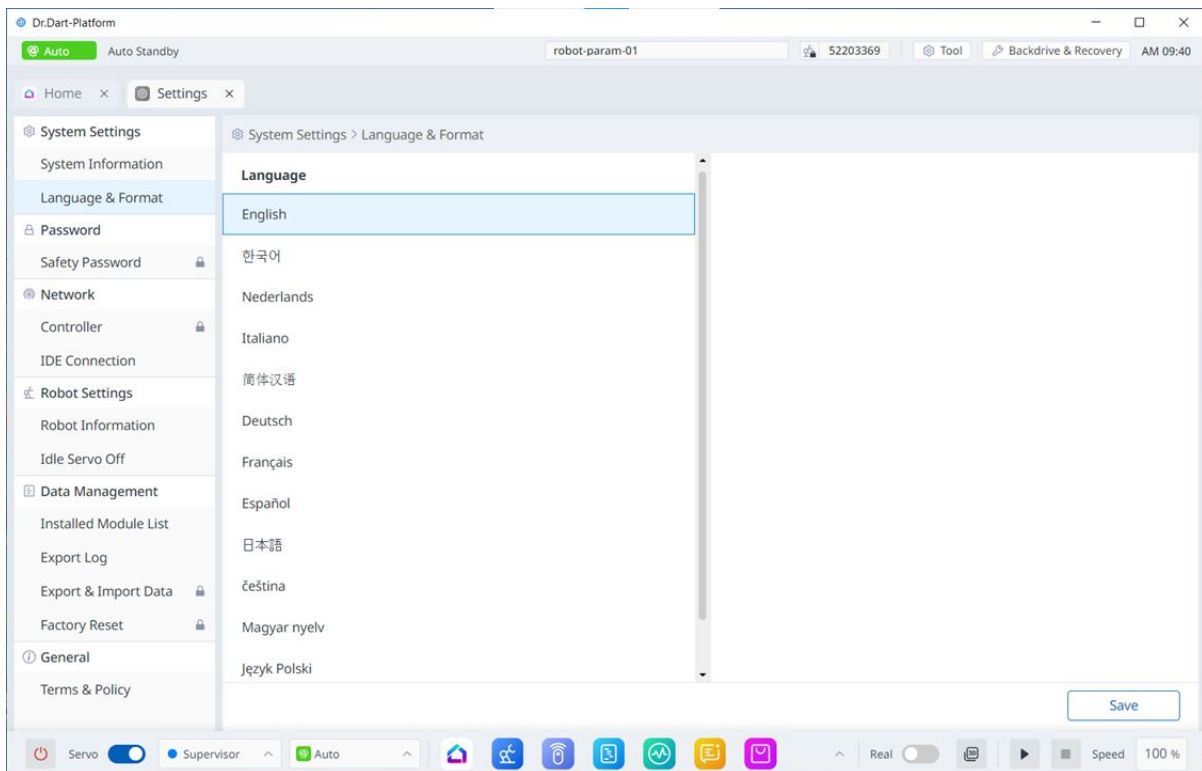 Dr.Dart-Platform
Auto Auto Standby robot-param-01 52203369 Tool Backdrive & Recovery AM 09:40
Home Settings
System Settings
System Information
Language & Format
Password
Safety Password
Network
Controller
IDE Connection
Robot Settings
Robot Information
Idle Servo Off
Data Management
Installed Module List
Export Log
Export & Import Data
Factory Reset
General
Terms & Policy
System Settings > Language & Format
Language
English
한국어
Nederlands
Italiano
简体汉语
Deutsch
Français
Español
日本語
čeština
Magyar nyelv
Język Polski
Save
Servo Supervisor Auto Real 3D Speed 100 %